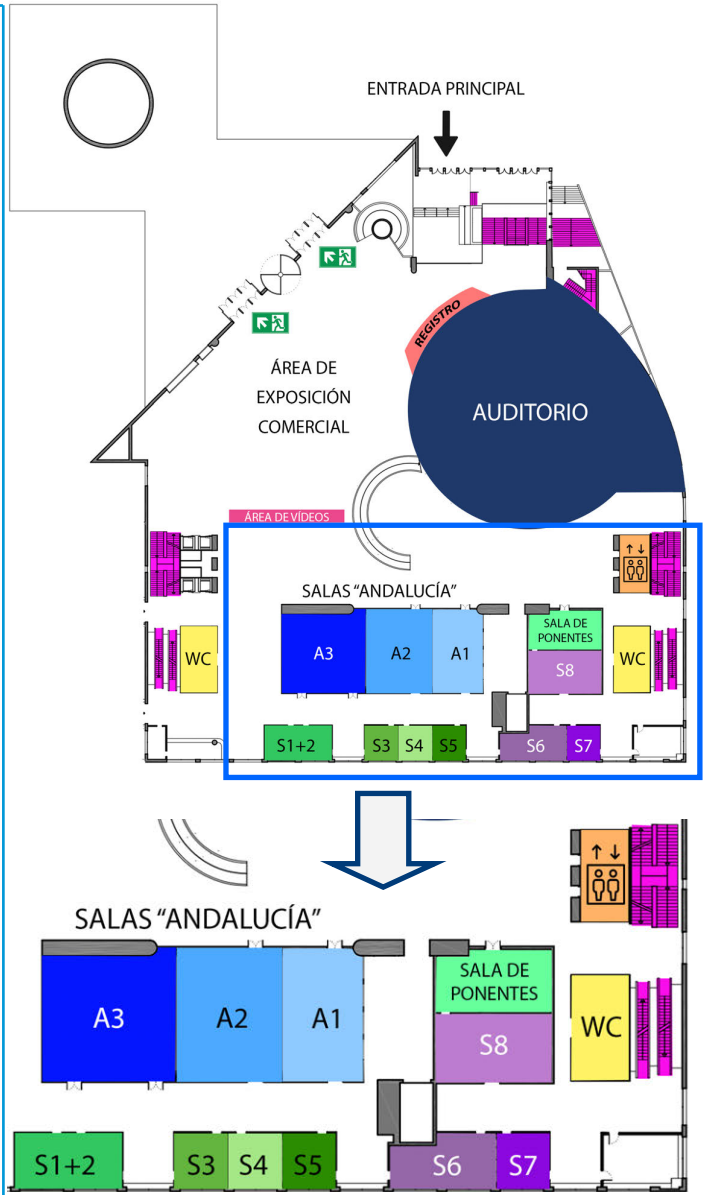 ENTRADA PRINCIPAL
REGISTRO
ÁREA DE
EXPOSICIÓN
COMERCIAL
AUDITORIO
ÁREA DE VÍDEOS
SALAS “ANDALUCÍA”
SALA DE
PONENTES
A3
A2
A1
WC
WC
S8
S1+2
S3
S4
S5
S6
S7
SALAS “ANDALUCÍA”
SALA DE
PONENTES
A3
A2
A1
S8
WC
S1+2
S3
S4
S5
S6
S7